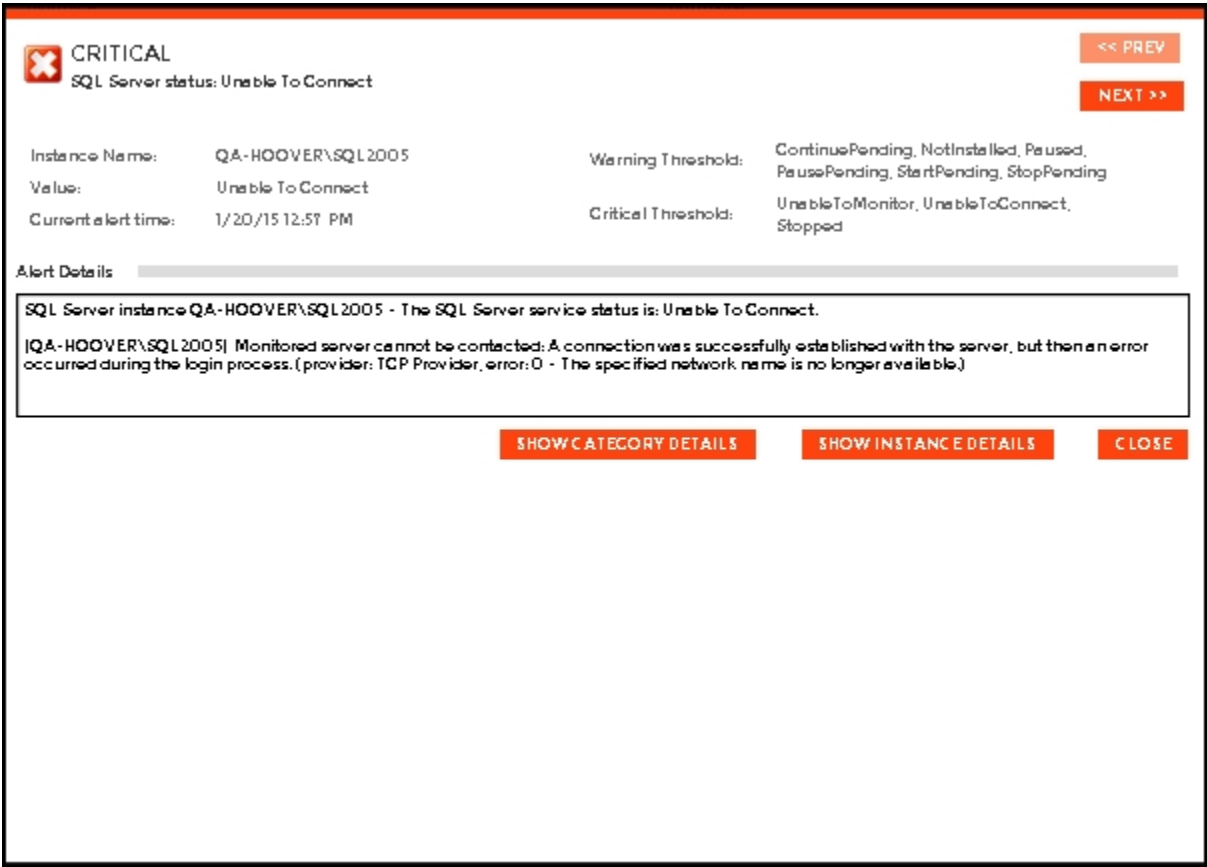 CRITICAL
SQL Server status: Unable To Connect
<< PREV
NEXT >>
Instance Name: QA-HOOVER\SQL2005
Value: Unable To Connect
Current alert time: 1/20/15 12:57 PM
Warning Threshold: ContinuePending, NotInstalled, Paused,
PausePending, StartPending, StopPending
Critical Threshold: UnableToMonitor, UnableToConnect,
Stopped
Alert Details
SQL Server instance QA-HOOVER\SQL2005 - The SQL Server service status is: Unable To Connect.
[QA-HOOVER\SQL2005] Monitored server cannot be contacted: A connection was successfully established with the server, but then an error
occurred during the login process. (provider: TCP Provider, error: 0 - The specified network name is no longer available.)
SHOW CATEGORY DETAILS
SHOW INSTANCE DETAILS
CLOSE